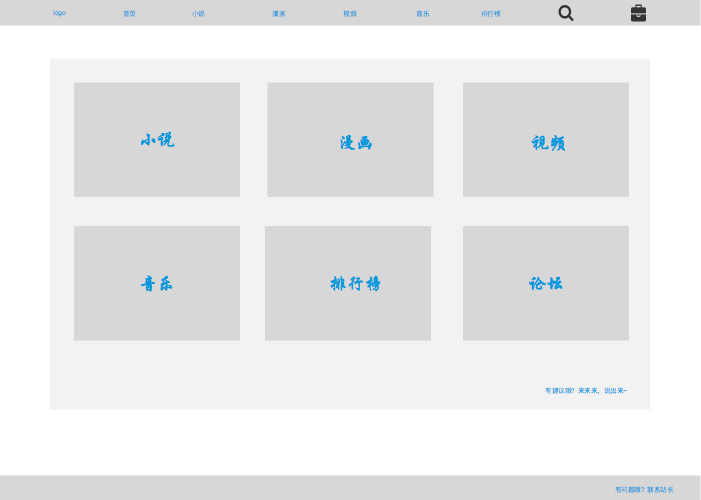 logo 首页 小说 漫画 视频 音乐 排行榜
小说 漫画 视频
音乐 排行榜 论坛
有建议哦？来来来，说出来~
有问题哦？联系站长